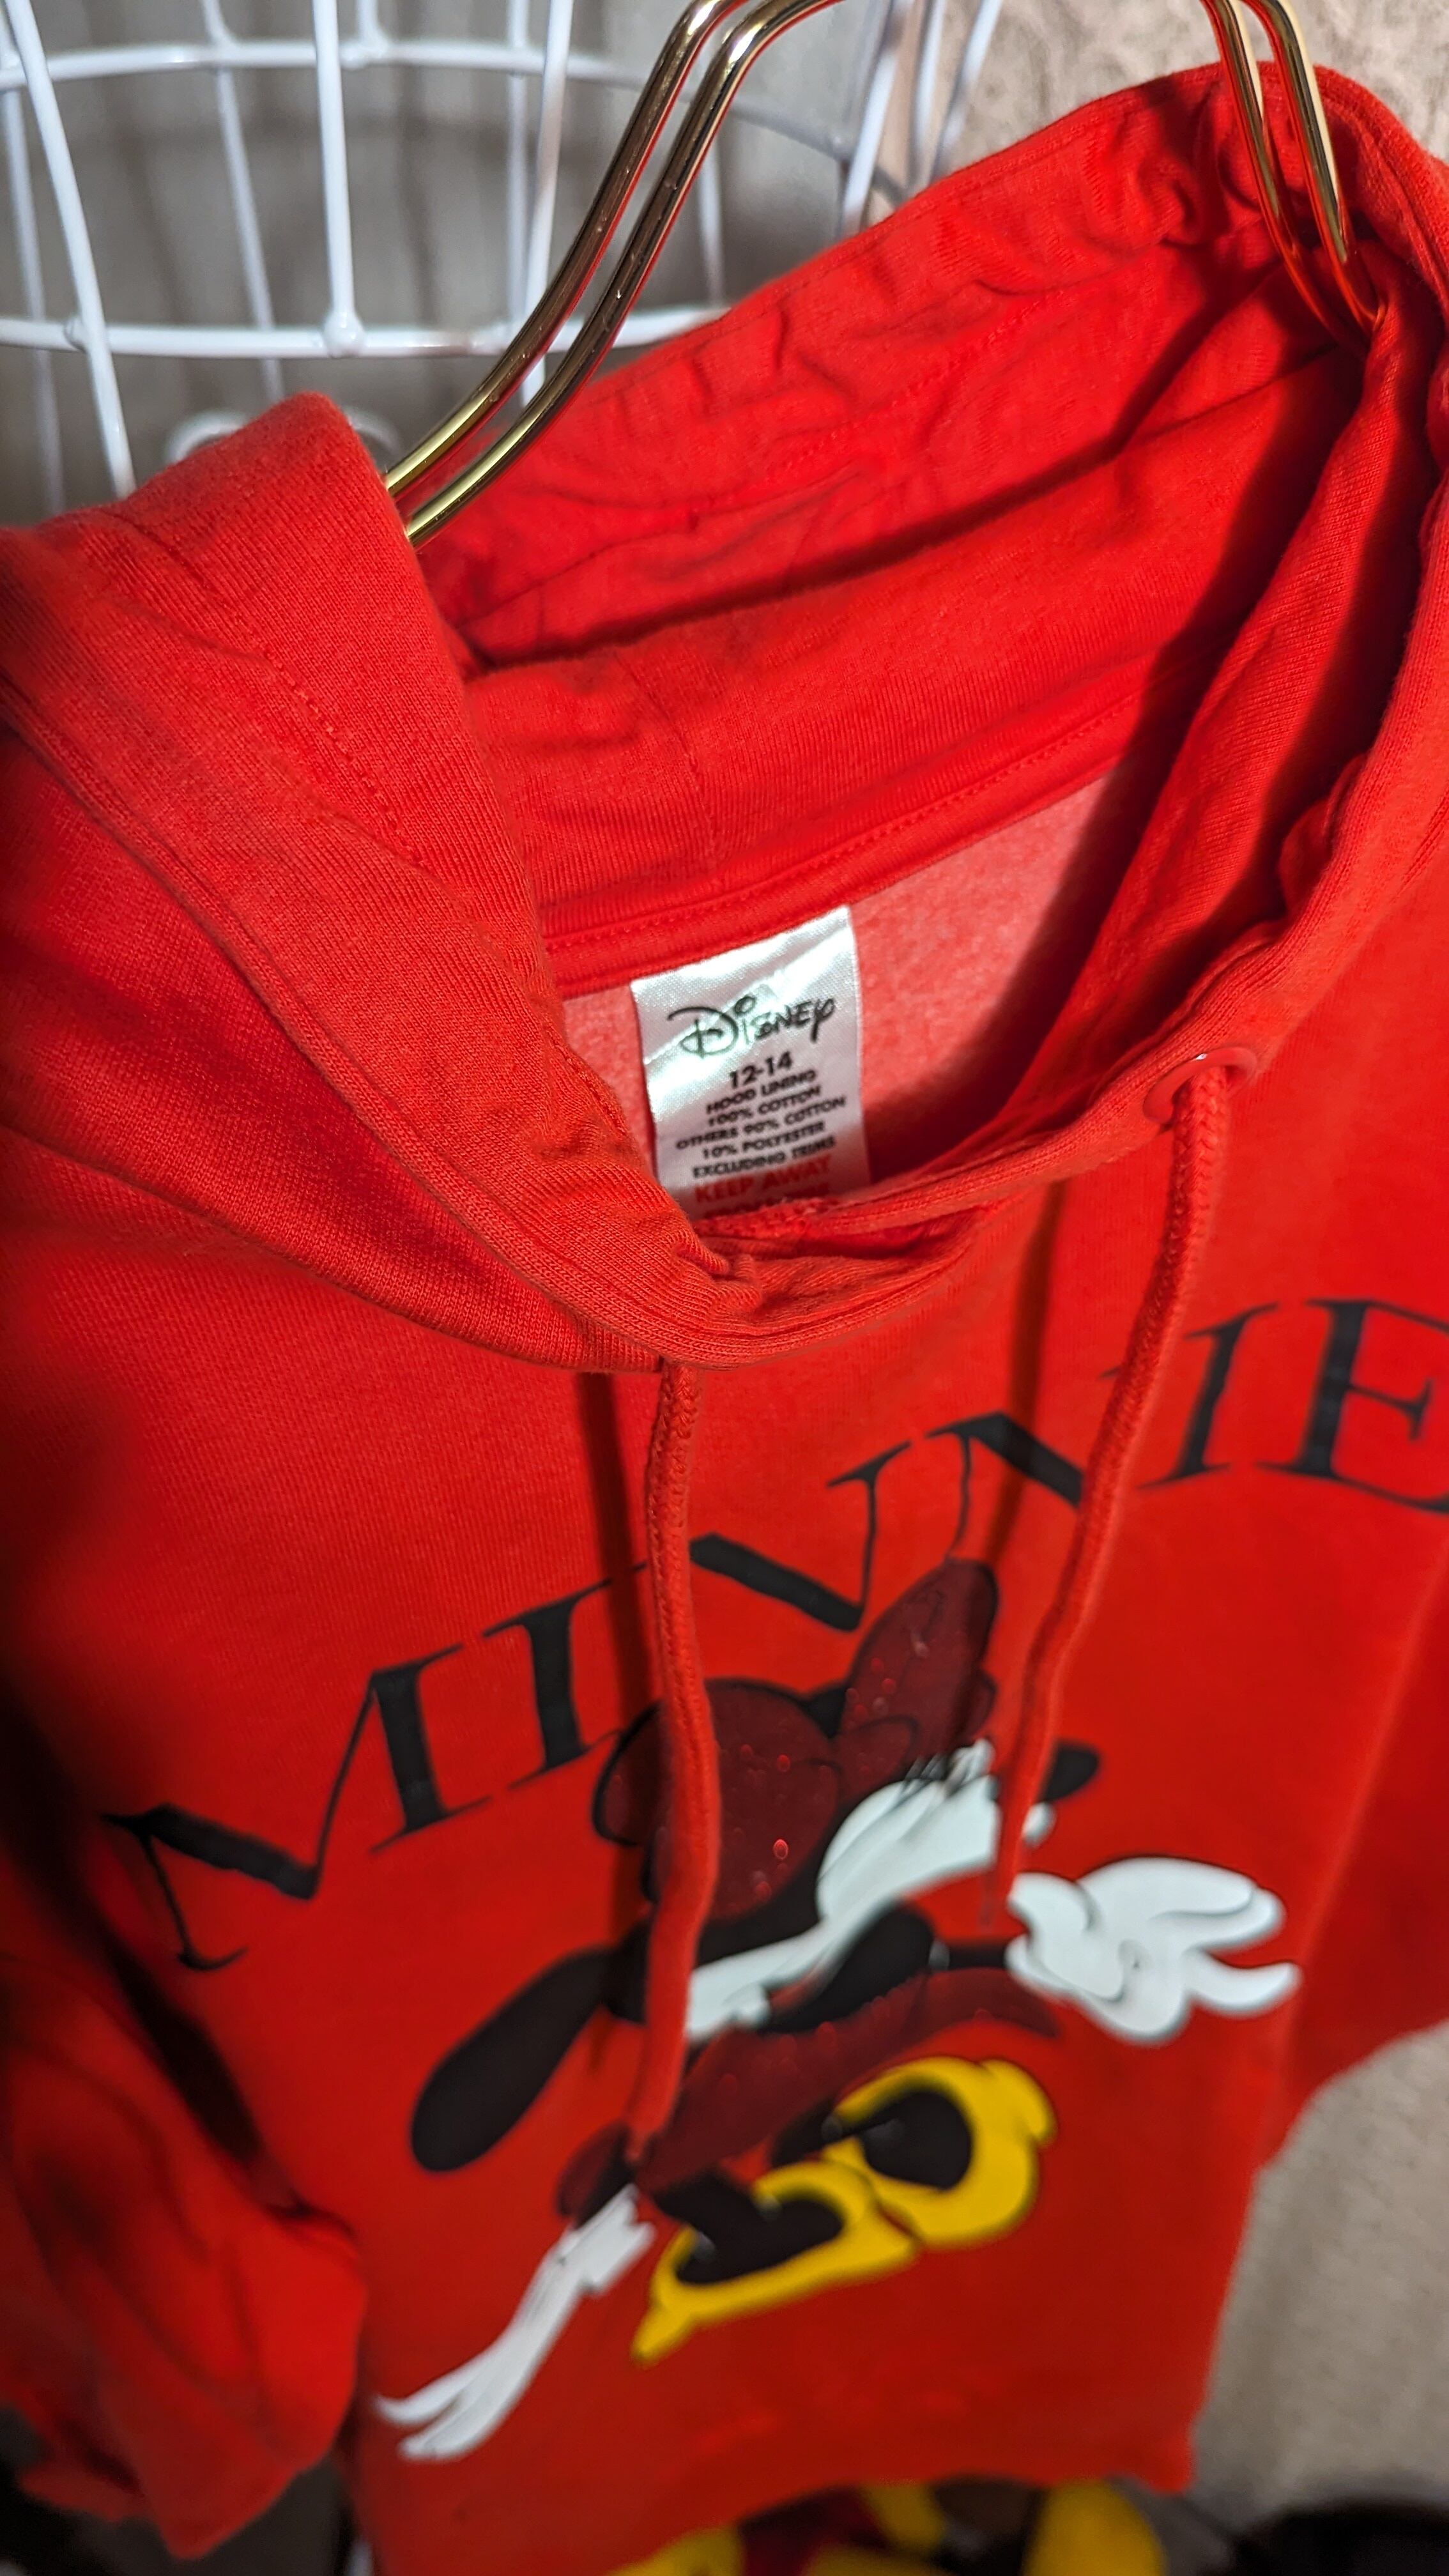 Disney
12-14
HOOD LINING
100% COTTON
OTHERS 90% COTTON
10% POLYESTER
EXCLUDING TRIMS
KEEP AWAY
MINNIE